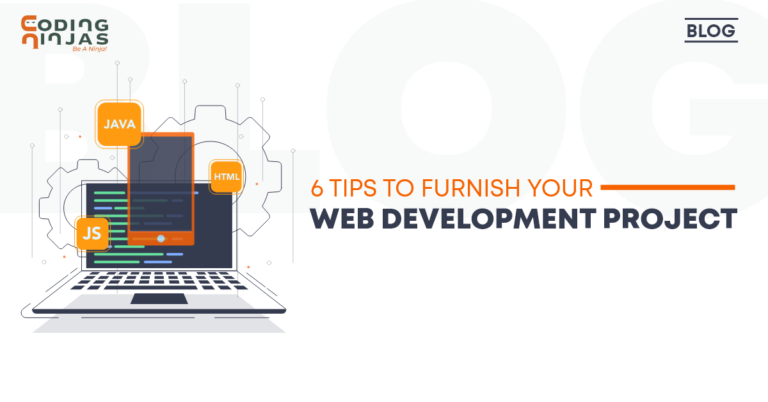 CODING
NINJAS
Be A Ninja!
BLOG
BLOG
JAVA
HTML
JS
6 TIPS TO FURNISH YOUR
WEB DEVELOPMENT PROJECT